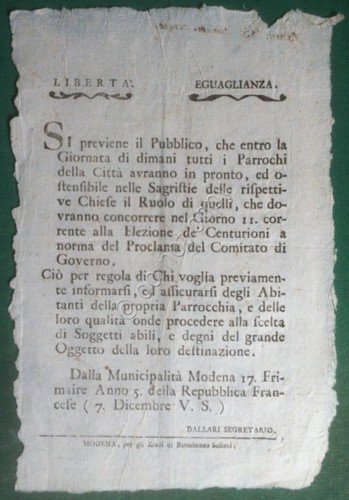 LIBERTA'. EGUAGLIANZA.
SI previene il Pubblico, che entro la
Giornata di dimani tutti i Parrochi
della Città avranno in pronto, ed o-
stensibile nelle Sagristie delle rispetti-
ve Chiese il Ruolo di quelli, che do-
vranno concorrere nel Giorno 11. cor-
rente alla Elezione de' Centurioni a
norma del Proclama del Comitato di
Governo.
Ciò per regola di Chi voglia previamen-
te informarsi, ed assicurarsi degli Abi-
tanti della propria Parrocchia, e delle
loro qualità onde procedere alla scelta
di Soggetti abili, e degni del grande
Oggetto della loro destinazione.
Dalla Municipalità Modena 17. Fri-
maire Anno 5. della Repubblica Fran-
cese ( 7. Dicembre V. S. )
DALLARI SEGRETARIO.
MODENA, per gli Eredi di Bartolomeo Soliani,